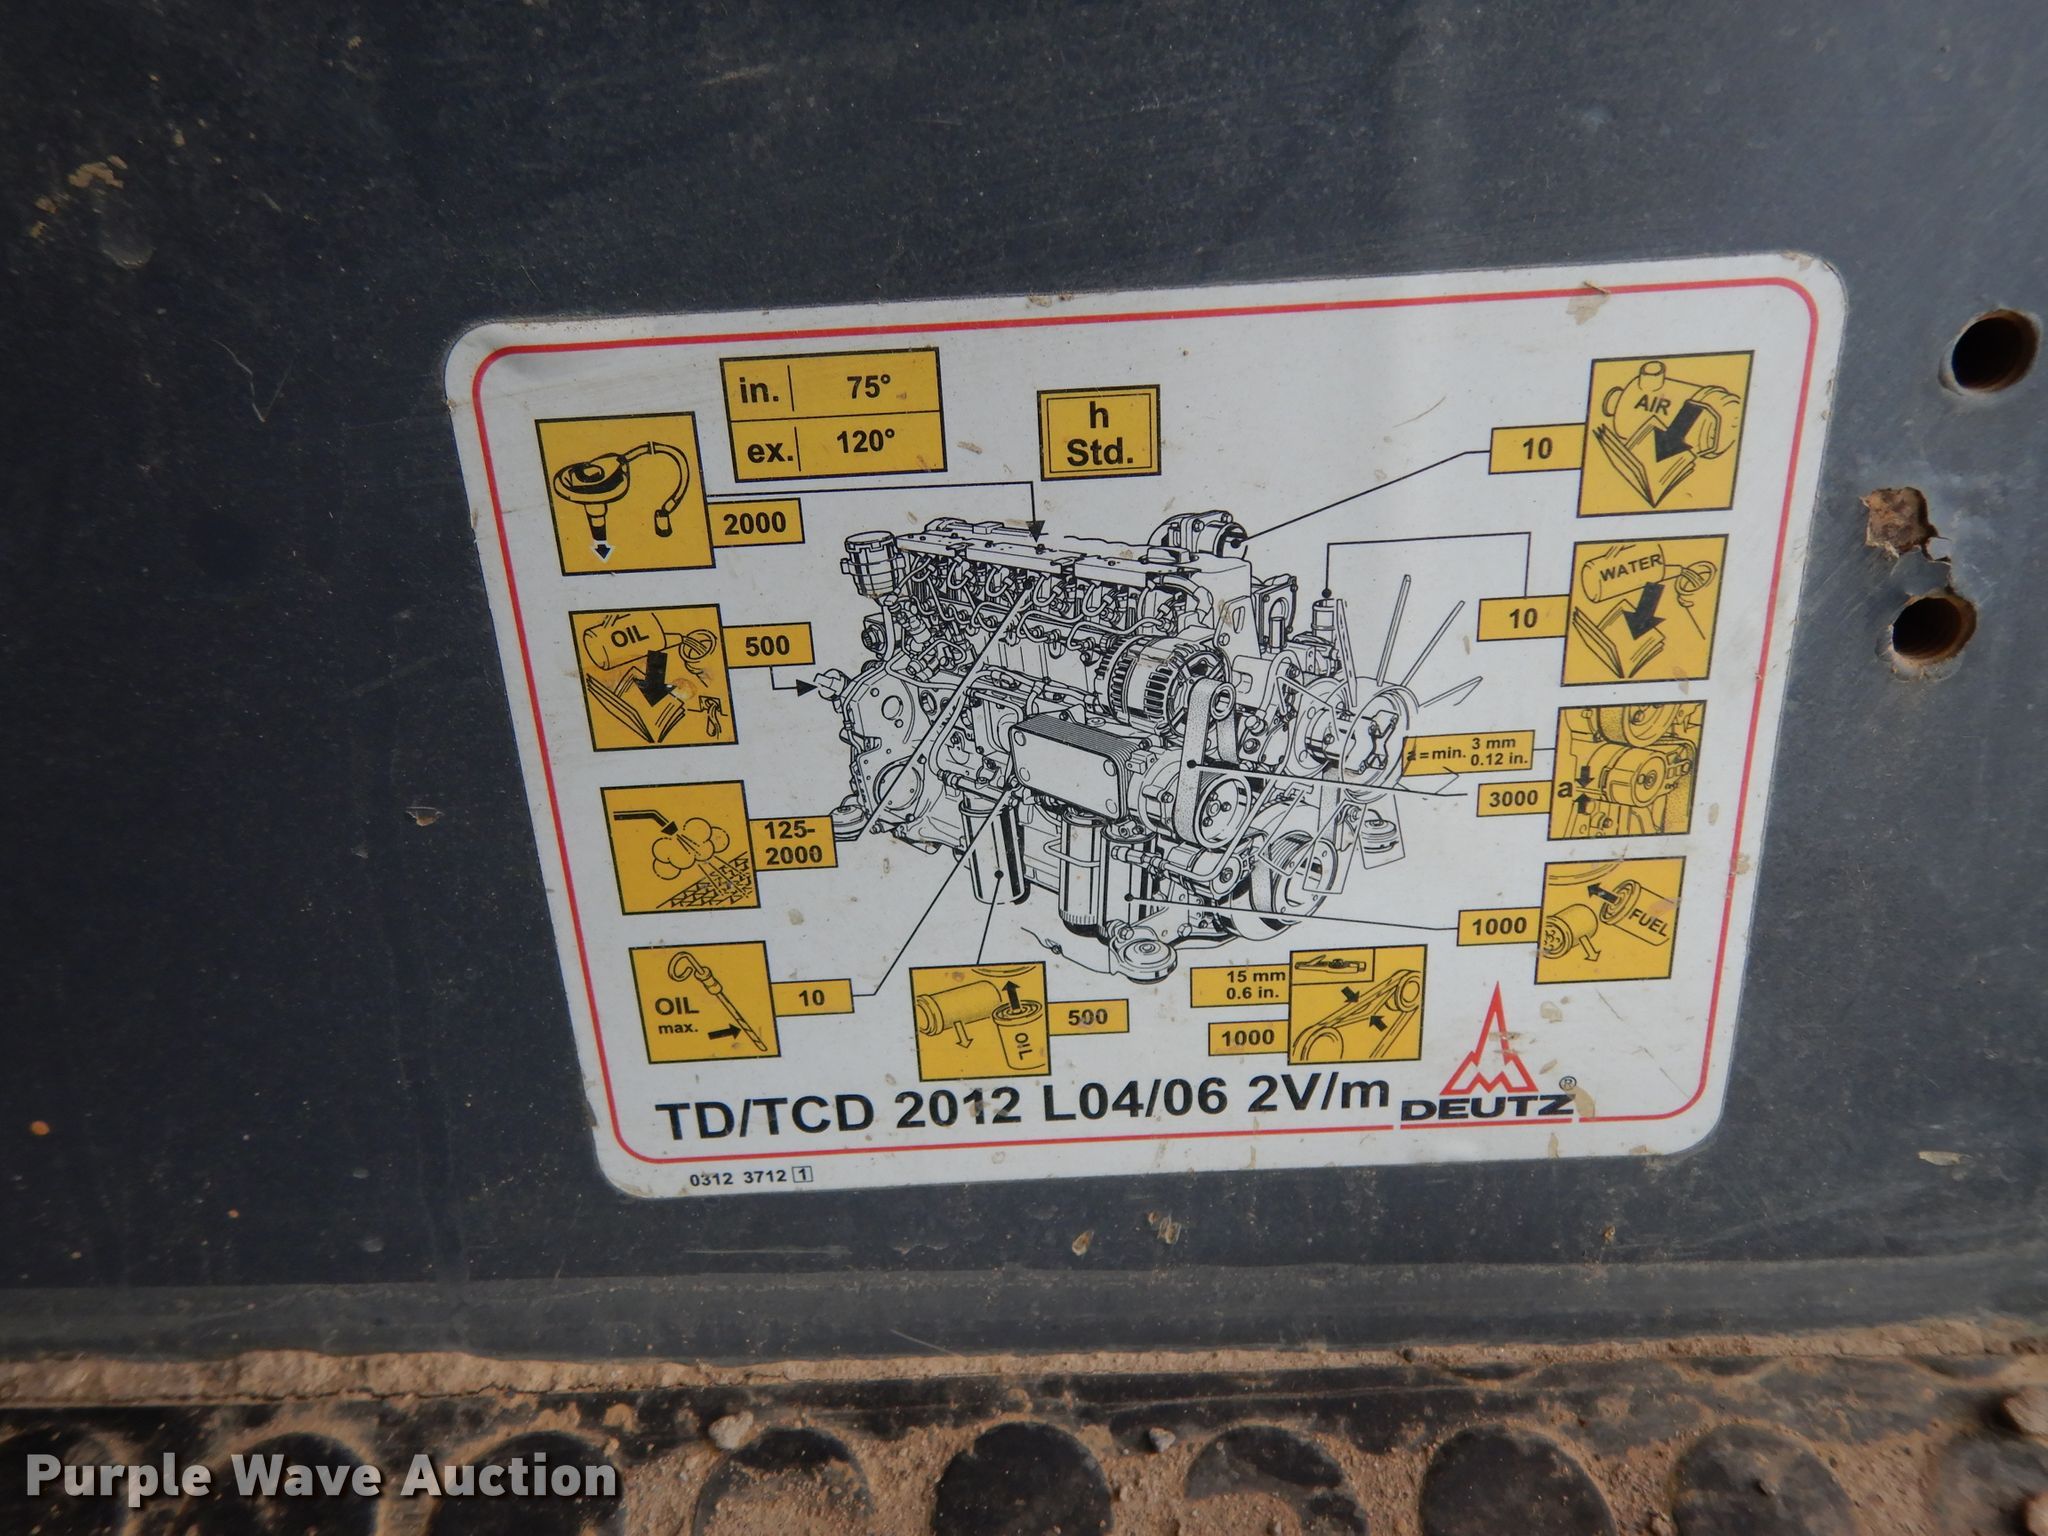 in. 75°
ex. 120°
h
Std.
2000
OIL
500
125-
2000
OIL
max.
10
OIL
500
15 mm
0.6 in.
1000
AIR
10
WATER
10
a = min. 3 mm
0.12 in.
3000
a
FUEL
1000
TD/TCD 2012 L04/06 2V/m
DEUTZ®
0312 3712 1
Purple Wave Auction